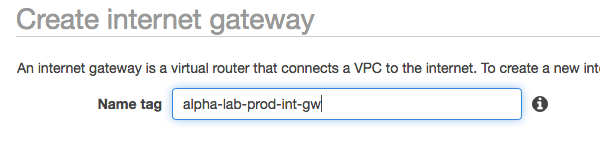 Create internet gateway
An internet gateway is a virtual router that connects a VPC to the internet. To create a new
Name tag alpha-lab-prod-int-gw